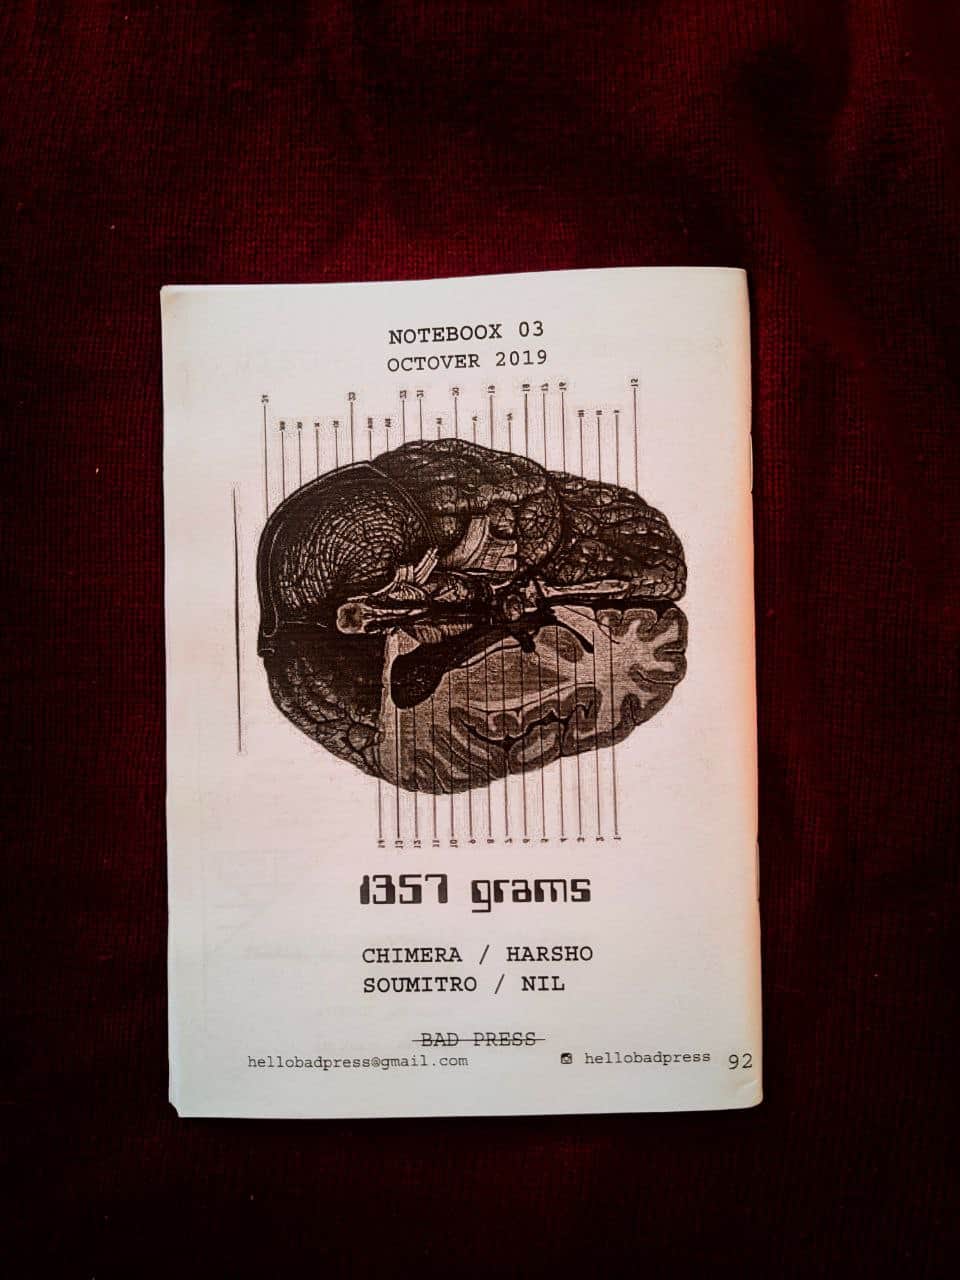 NOTEBOOX 03
OCTOVER 2019
1357 grams
CHIMERA / HARSHO
SOUMITRO / NIL
BAD PRESS
hellobadpress@gmail.com
hellobadpress
92